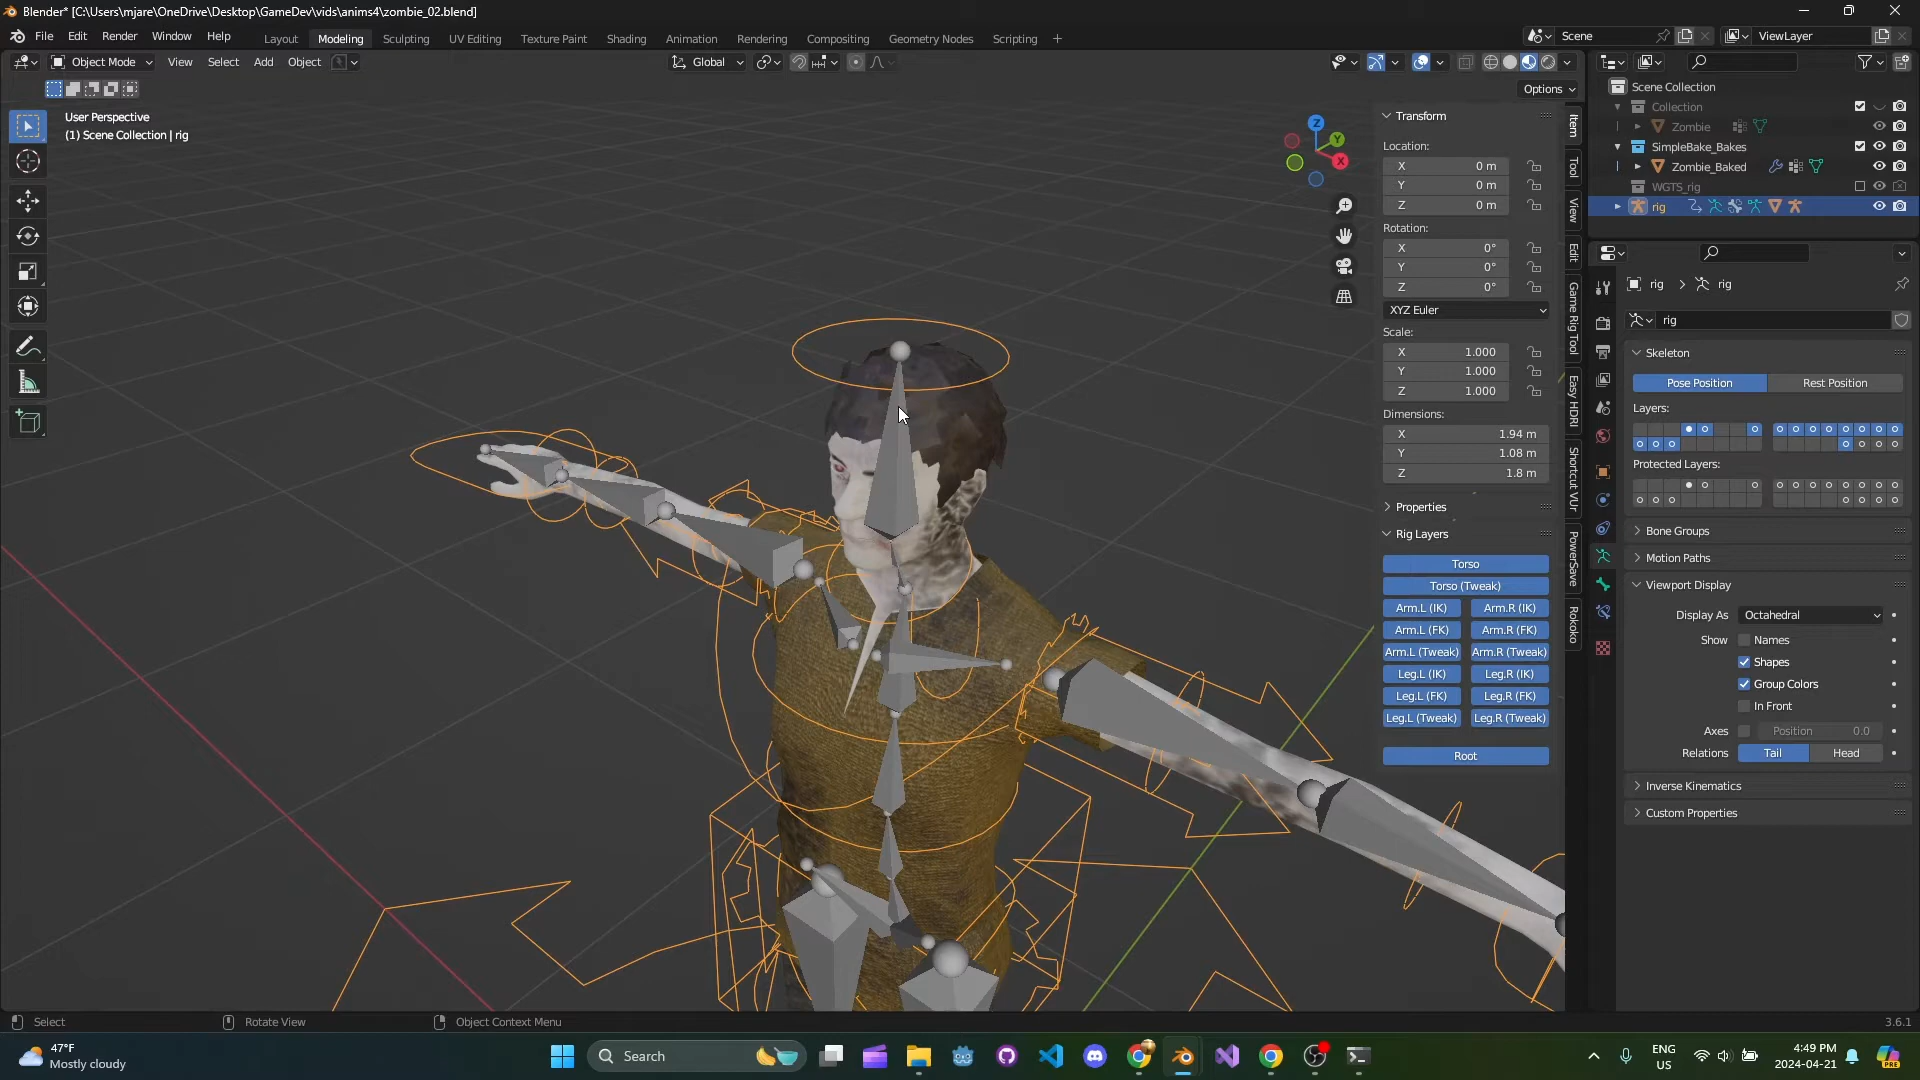 Blender* [C:\Users\mjare\OneDrive\Desktop\GameDev\vids\anims4\zombie_02.blend]
File Edit Render Window Help
Layout Modeling Sculpting UV Editing Texture Paint Shading Animation Rendering Compositing Geometry Nodes Scripting +
Scene
ViewLayer
Object Mode View Select Add Object
Global
Options
User Perspective
(1) Scene Collection | rig
Z
Y
X
Transform
Location:
X 0 m
Y 0 m
Z 0 m
Rotation:
X 0°
Y 0°
Z 0°
XYZ Euler
Scale:
X 1.000
Y 1.000
Z 1.000
Dimensions:
X 1.94 m
Y 1.08 m
Z 1.8 m
Properties
Rig Layers
Torso
Torso (Tweak)
Arm.L (IK) Arm.R (IK)
Arm.L (FK) Arm.R (FK)
Arm.L (Tweak) Arm.R (Tweak)
Leg.L (IK) Leg.R (IK)
Leg.L (FK) Leg.R (FK)
Leg.L (Tweak) Leg.R (Tweak)
Root
Item
Tool
View
Edit
Game Rig Tool
Easy HDRI
Shortcut VUr
PowerSave
Rokoko
Scene Collection
Collection
Zombie
SimpleBake_Bakes
Zombie_Baked
WGTS_rig
rig
rig > rig
rig
Skeleton
Pose Position Rest Position
Layers:
Protected Layers:
Bone Groups
Motion Paths
Viewport Display
Display As Octahedral
Show Names
Shapes
Group Colors
In Front
Axes Position 0.0
Relations Tail Head
Inverse Kinematics
Custom Properties
Select
Rotate View
Object Context Menu
3.6.1
47°F
Mostly cloudy
Search
ENG
US
4:49 PM
2024-04-21
PRE